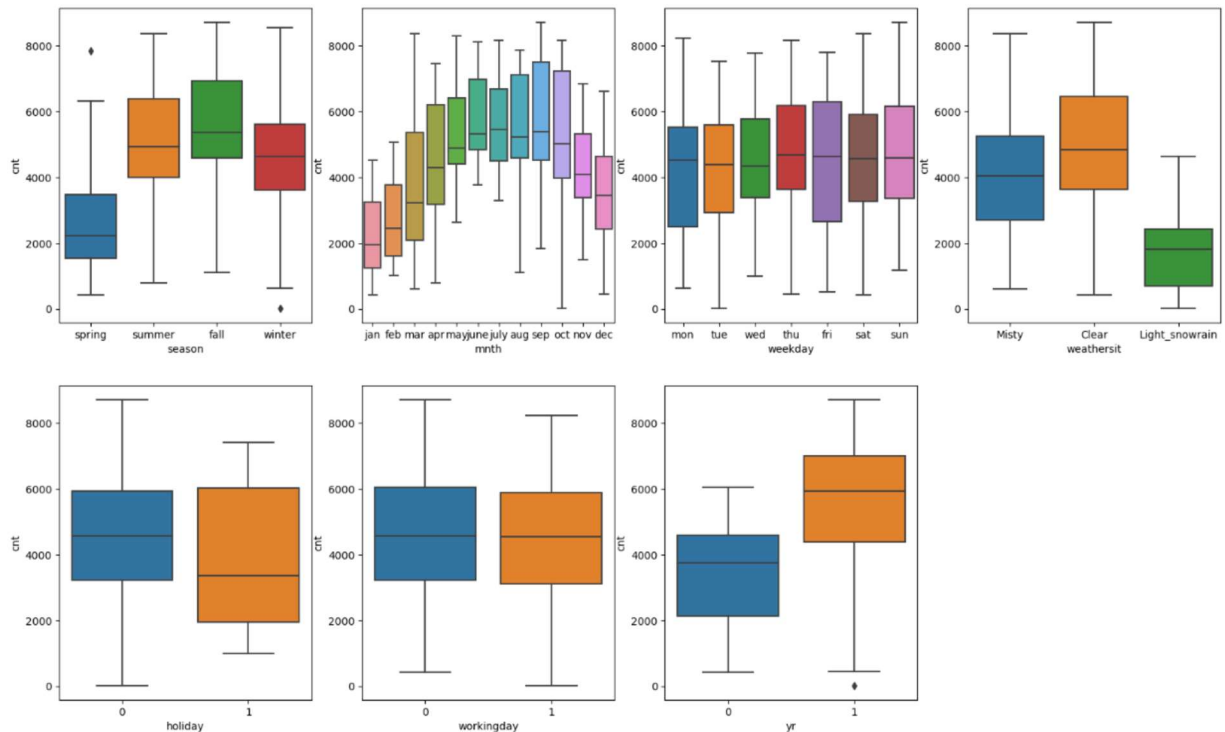 cnt
8000
6000
4000
2000
0
spring summer fall winter
season
cnt
8000
6000
4000
2000
0
jan feb mar apr may june july aug sep oct nov dec
mnth
cnt
8000
6000
4000
2000
0
mon tue wed thu fri sat sun
weekday
cnt
8000
6000
4000
2000
0
Misty Clear Light_snowrain
weathersit
cnt
8000
6000
4000
2000
0
0 1
holiday
cnt
8000
6000
4000
2000
0
0 1
workingday
cnt
8000
6000
4000
2000
0
0 1
yr